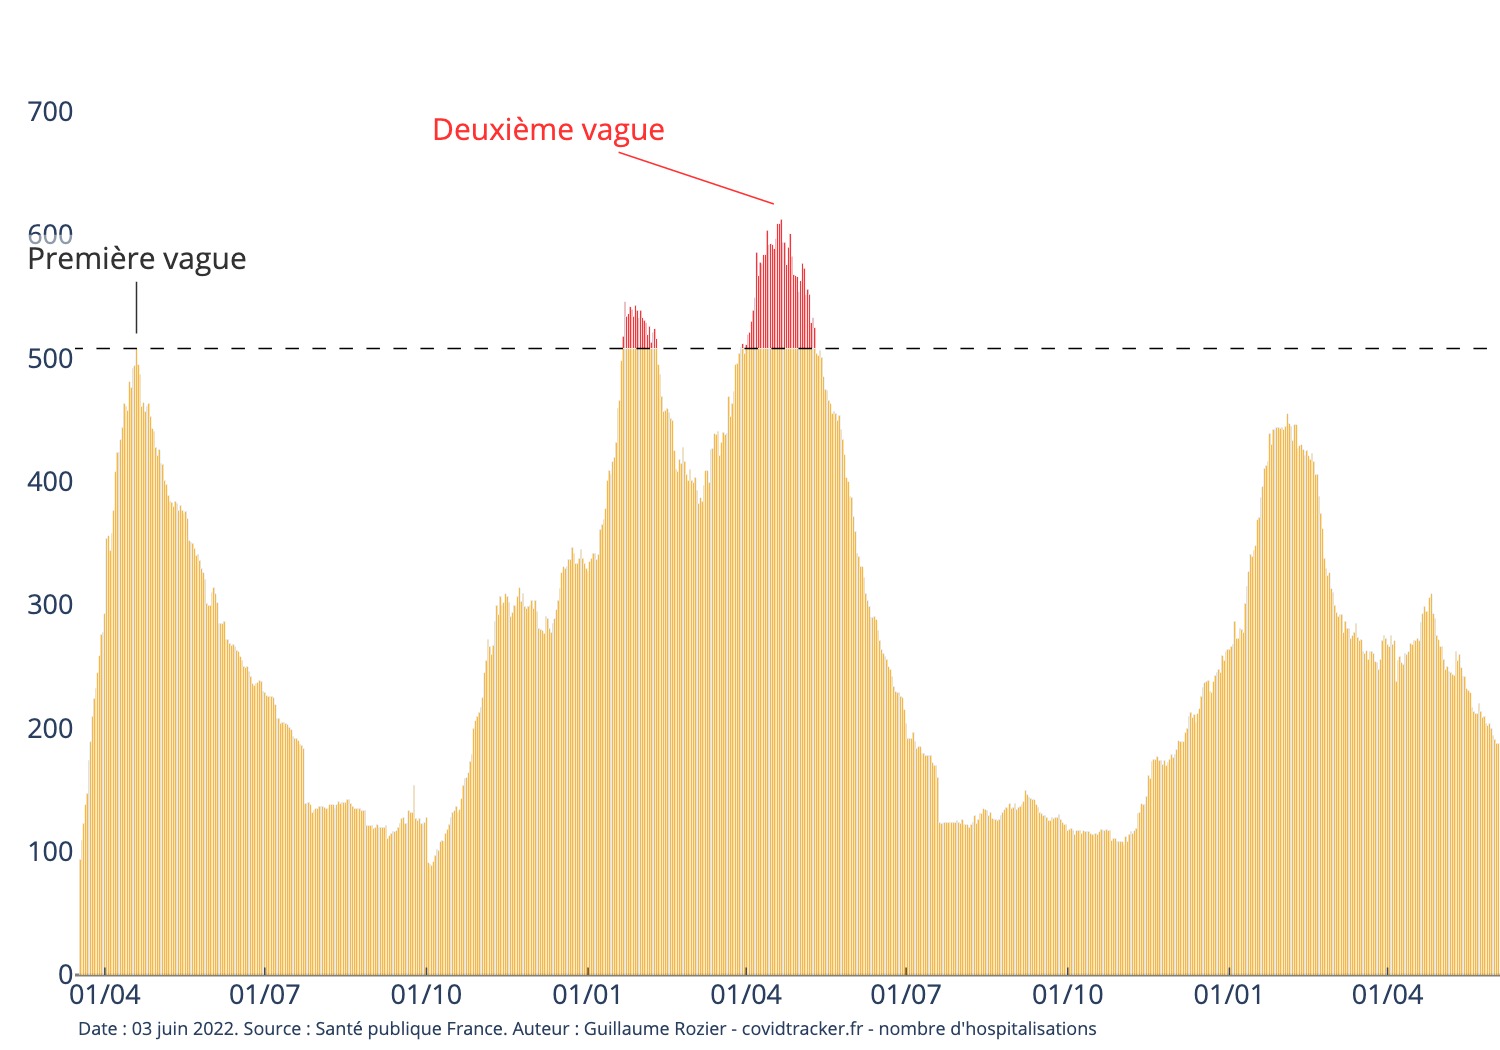 700
Deuxième vague
600
Première vague
500
400
300
200
100
0
01/04 01/07 01/10 01/01 01/04 01/07 01/10 01/01 01/04
Date : 03 juin 2022. Source : Santé publique France. Auteur : Guillaume Rozier - covidtracker.fr - nombre d'hospitalisations